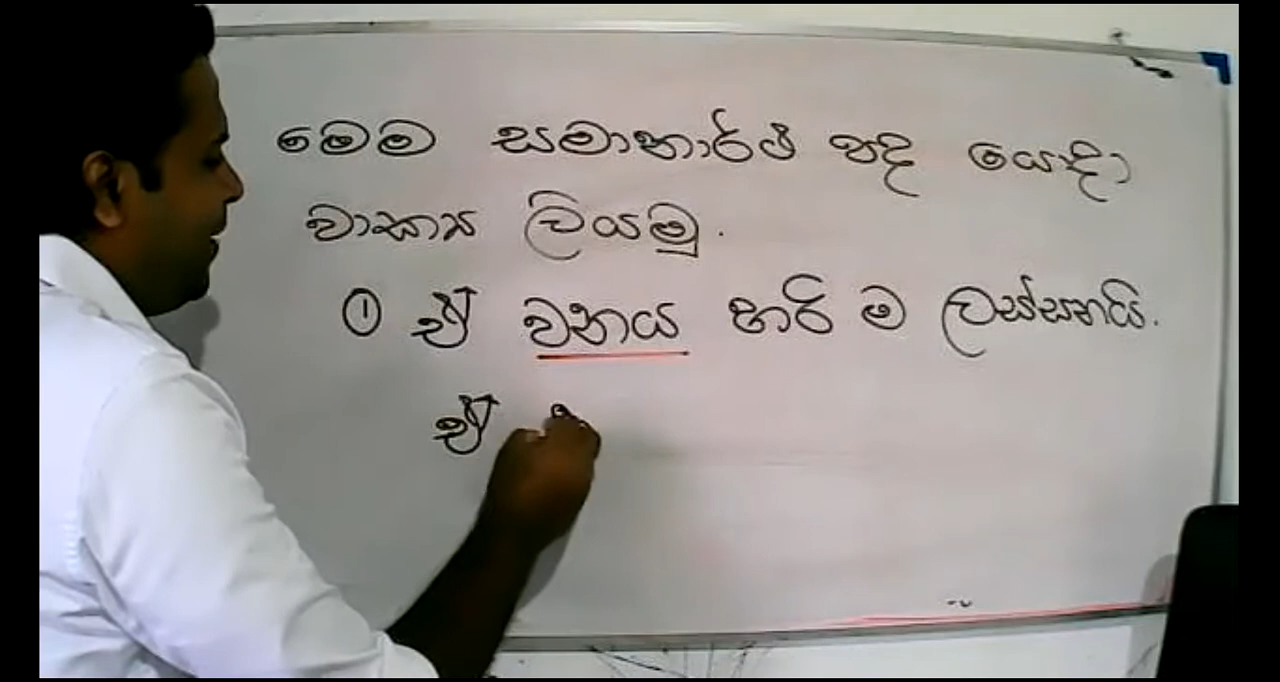 මෙම සමානාර්ථ පද යොදා
වාක්‍ය ලියමු.
① ඒ වනය හරි ම ලස්සනයි.
ඒ